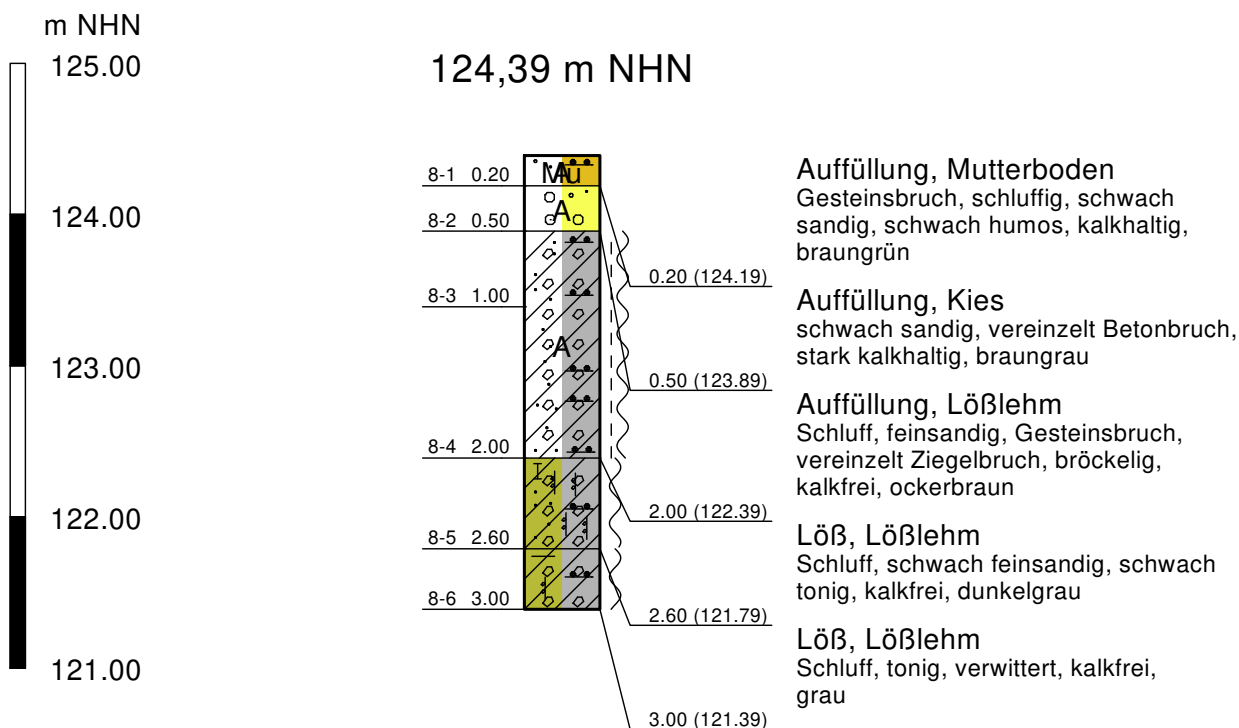 m NHN
125.00
124.00
123.00
122.00
121.00
124,39 m NHN
8-1 0.20
8-2 0.50
8-3 1.00
8-4 2.00
8-5 2.60
8-6 3.00
Mu
A
A
A
0.20 (124.19)
0.50 (123.89)
2.00 (122.39)
2.60 (121.79)
3.00 (121.39)
Auffüllung, Mutterboden
Gesteinsbruch, schluffig, schwach
sandig, schwach humos, kalkhaltig,
braungrün
Auffüllung, Kies
schwach sandig, vereinzelt Betonbruch,
stark kalkhaltig, braungrau
Auffüllung, Lößlehm
Schluff, feinsandig, Gesteinsbruch,
vereinzelt Ziegelbruch, bröckelig,
kalkfrei, ockerbraun
Löß, Lößlehm
Schluff, schwach feinsandig, schwach
tonig, kalkfrei, dunkelgrau
Löß, Lößlehm
Schluff, tonig, verwittert, kalkfrei,
grau